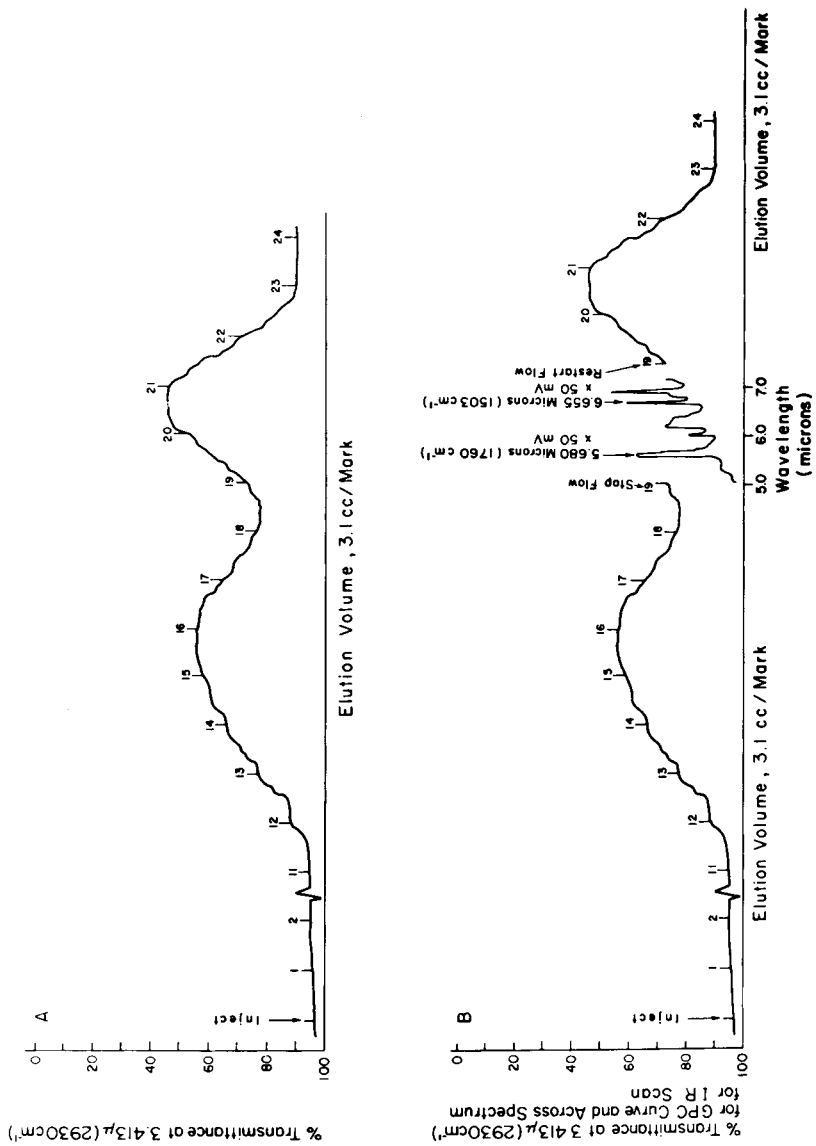 A
% Transmittance at 3.413μ (2930cm⁻¹)
0
20
40
60
80
100
Inject
1
2
11
12
13
14
15
16
17
18
19
20
21
22
23
24
Elution Volume, 3.1 cc/Mark
B
% Transmittance at 3.413μ (2930cm⁻¹)
for GPC Curve and Across Spectrum
for IR Scan
0
20
40
60
80
100
Inject
1
2
11
12
13
14
15
16
17
18
19
Stop Flow
5.680 Microns (1760 cm⁻¹)
x 50 mV
6.655 Microns (1503 cm⁻¹)
x 50 mV
Restart Flow
19
20
21
22
23
24
5.0
6.0
7.0
Wavelength
(microns)
Elution Volume, 3.1 cc/Mark
Elution Volume, 3.1 cc/Mark